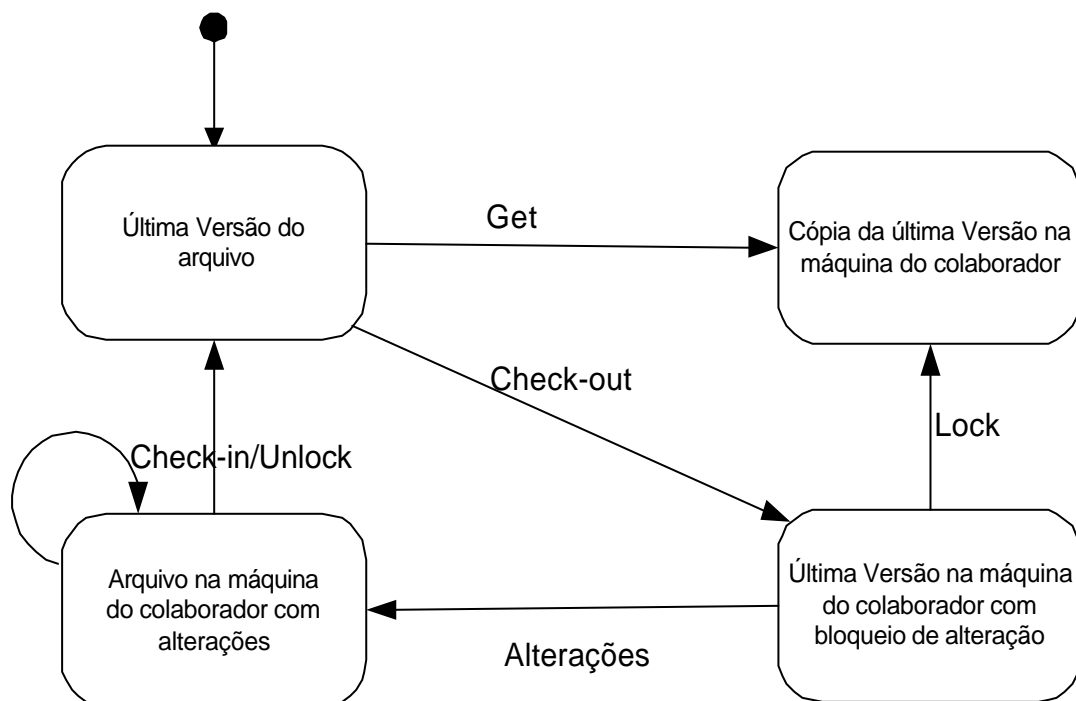 Última Versão do
arquivo
Get
Cópia da última Versão na
máquina do colaborador
Check-out
Lock
Check-in/Unlock
Arquivo na máquina
do colaborador com
alterações
Alterações
Última Versão na máquina
do colaborador com
bloqueio de alteração